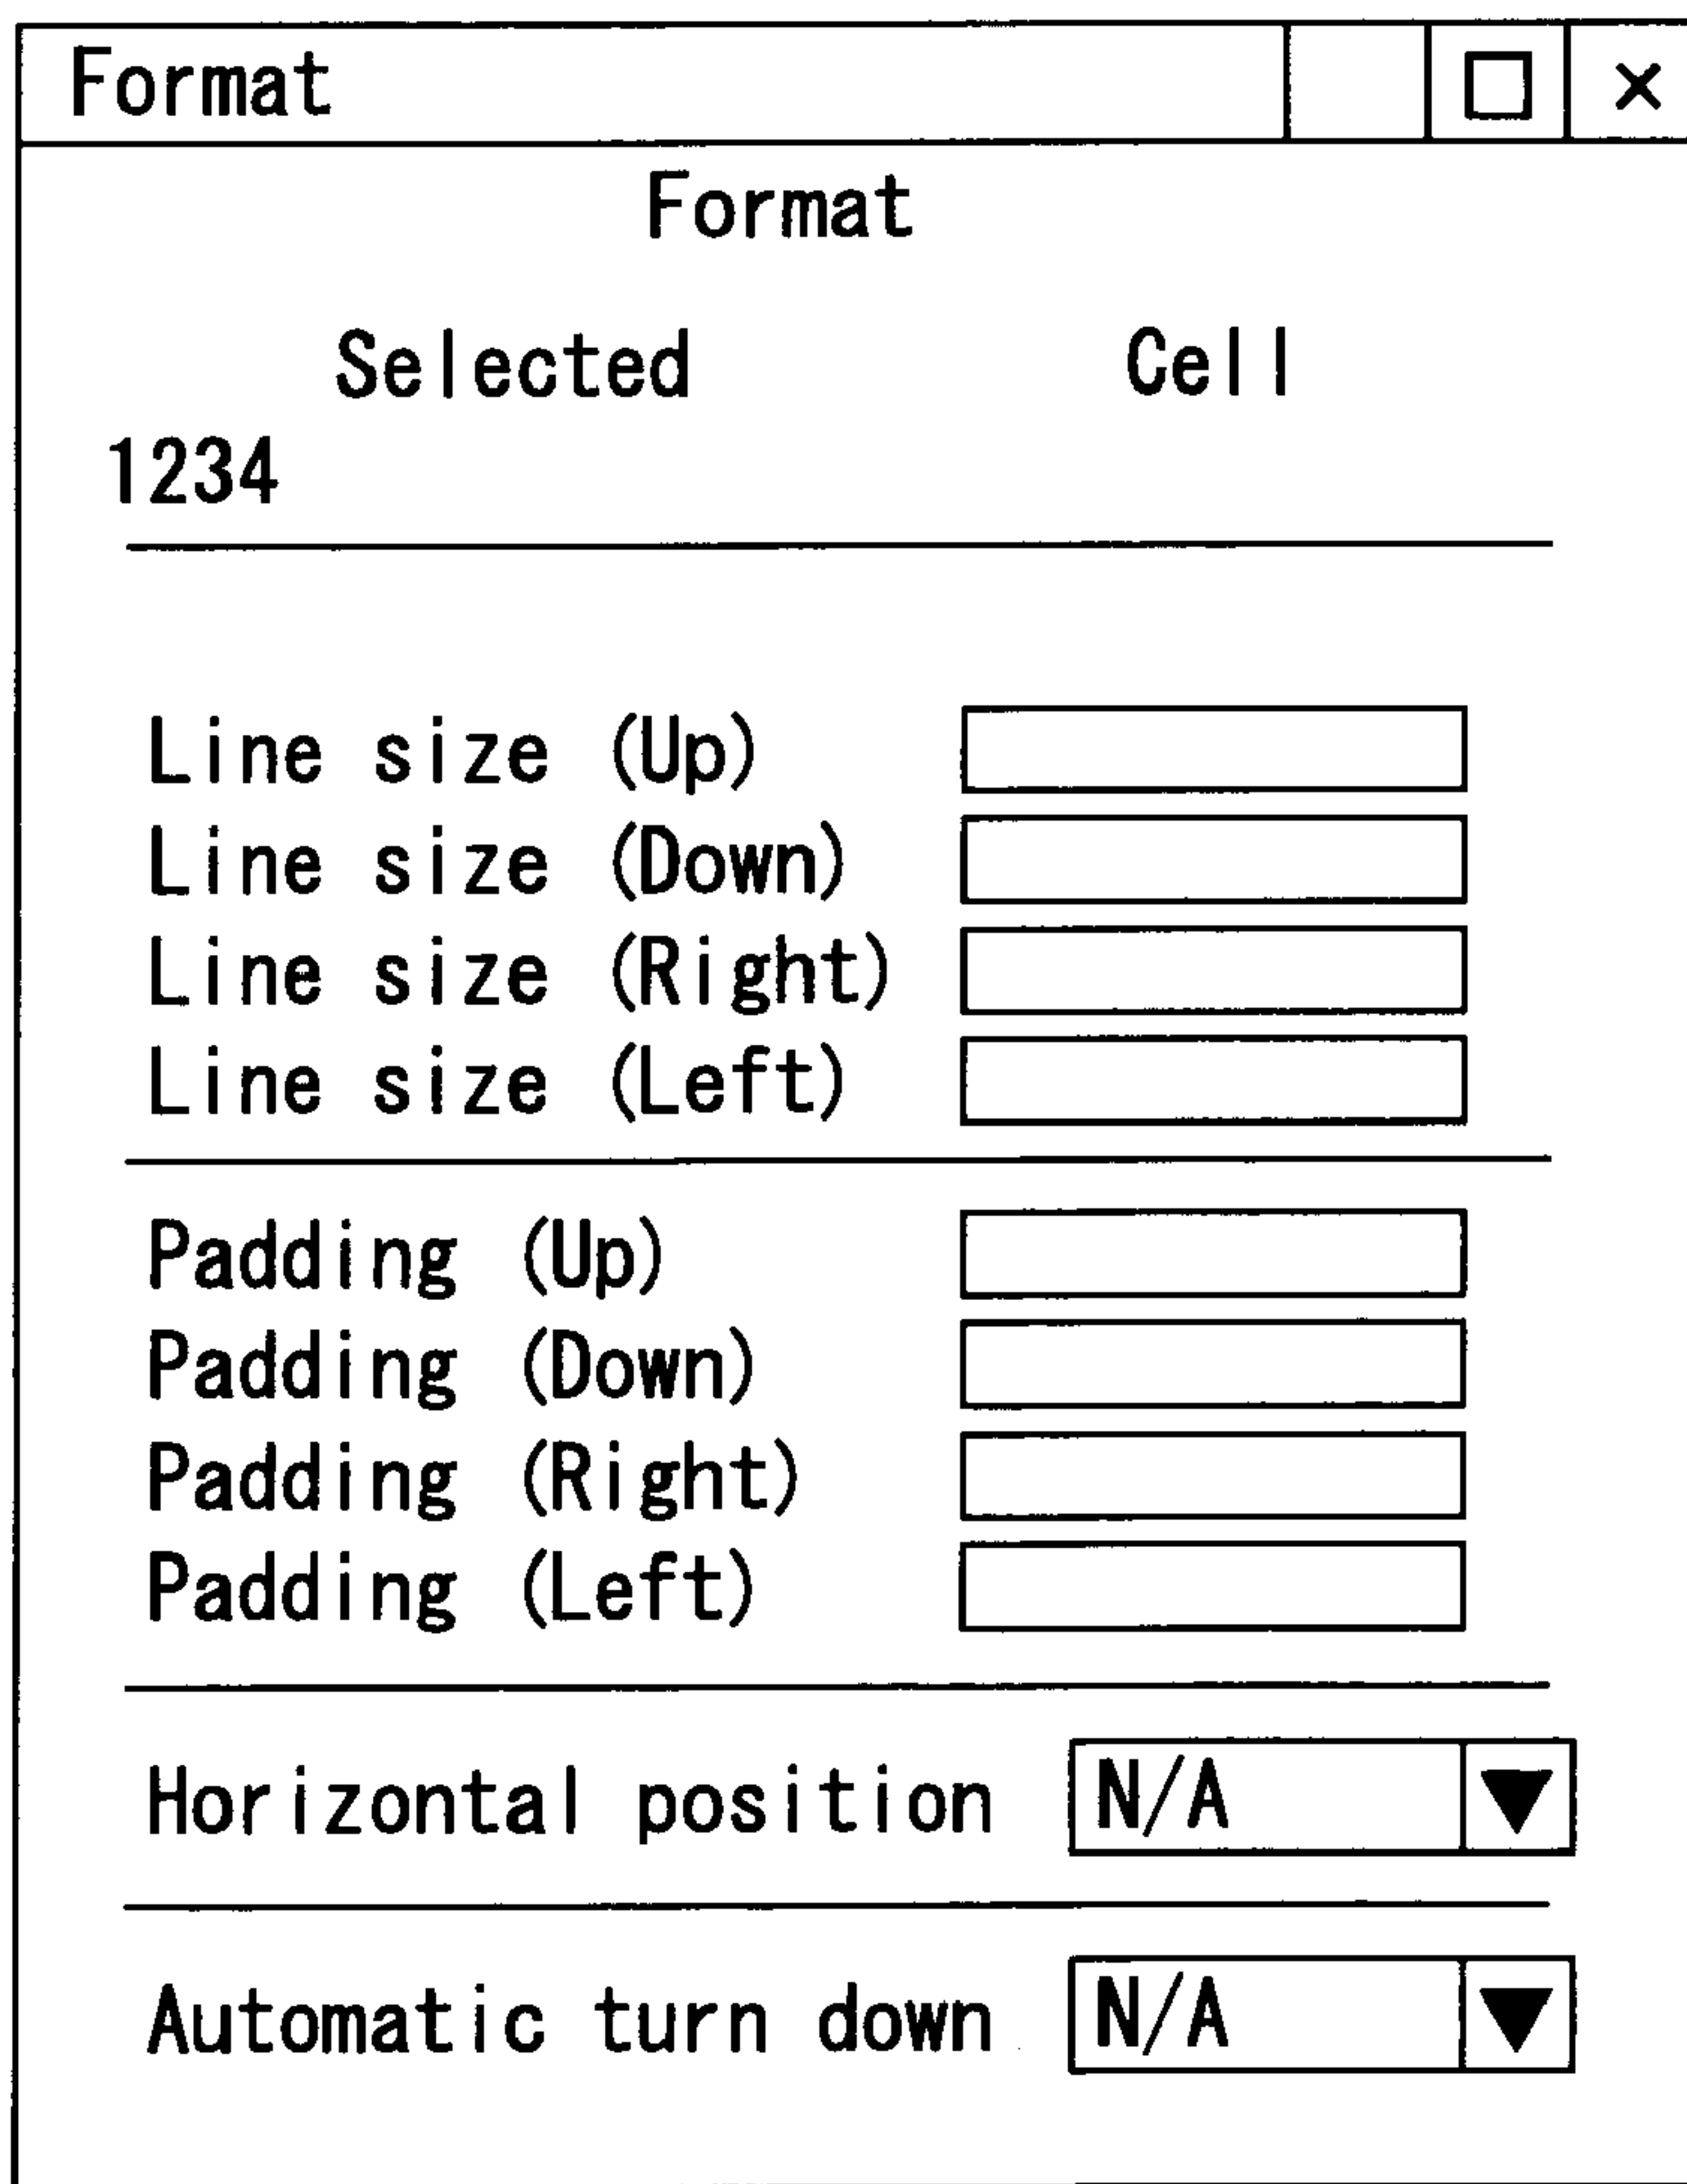 Format
Format
Selected Cell
1234
Line size (Up)
Line size (Down)
Line size (Right)
Line size (Left)
Padding (Up)
Padding (Down)
Padding (Right)
Padding (Left)
Horizontal position N/A
Automatic turn down N/A